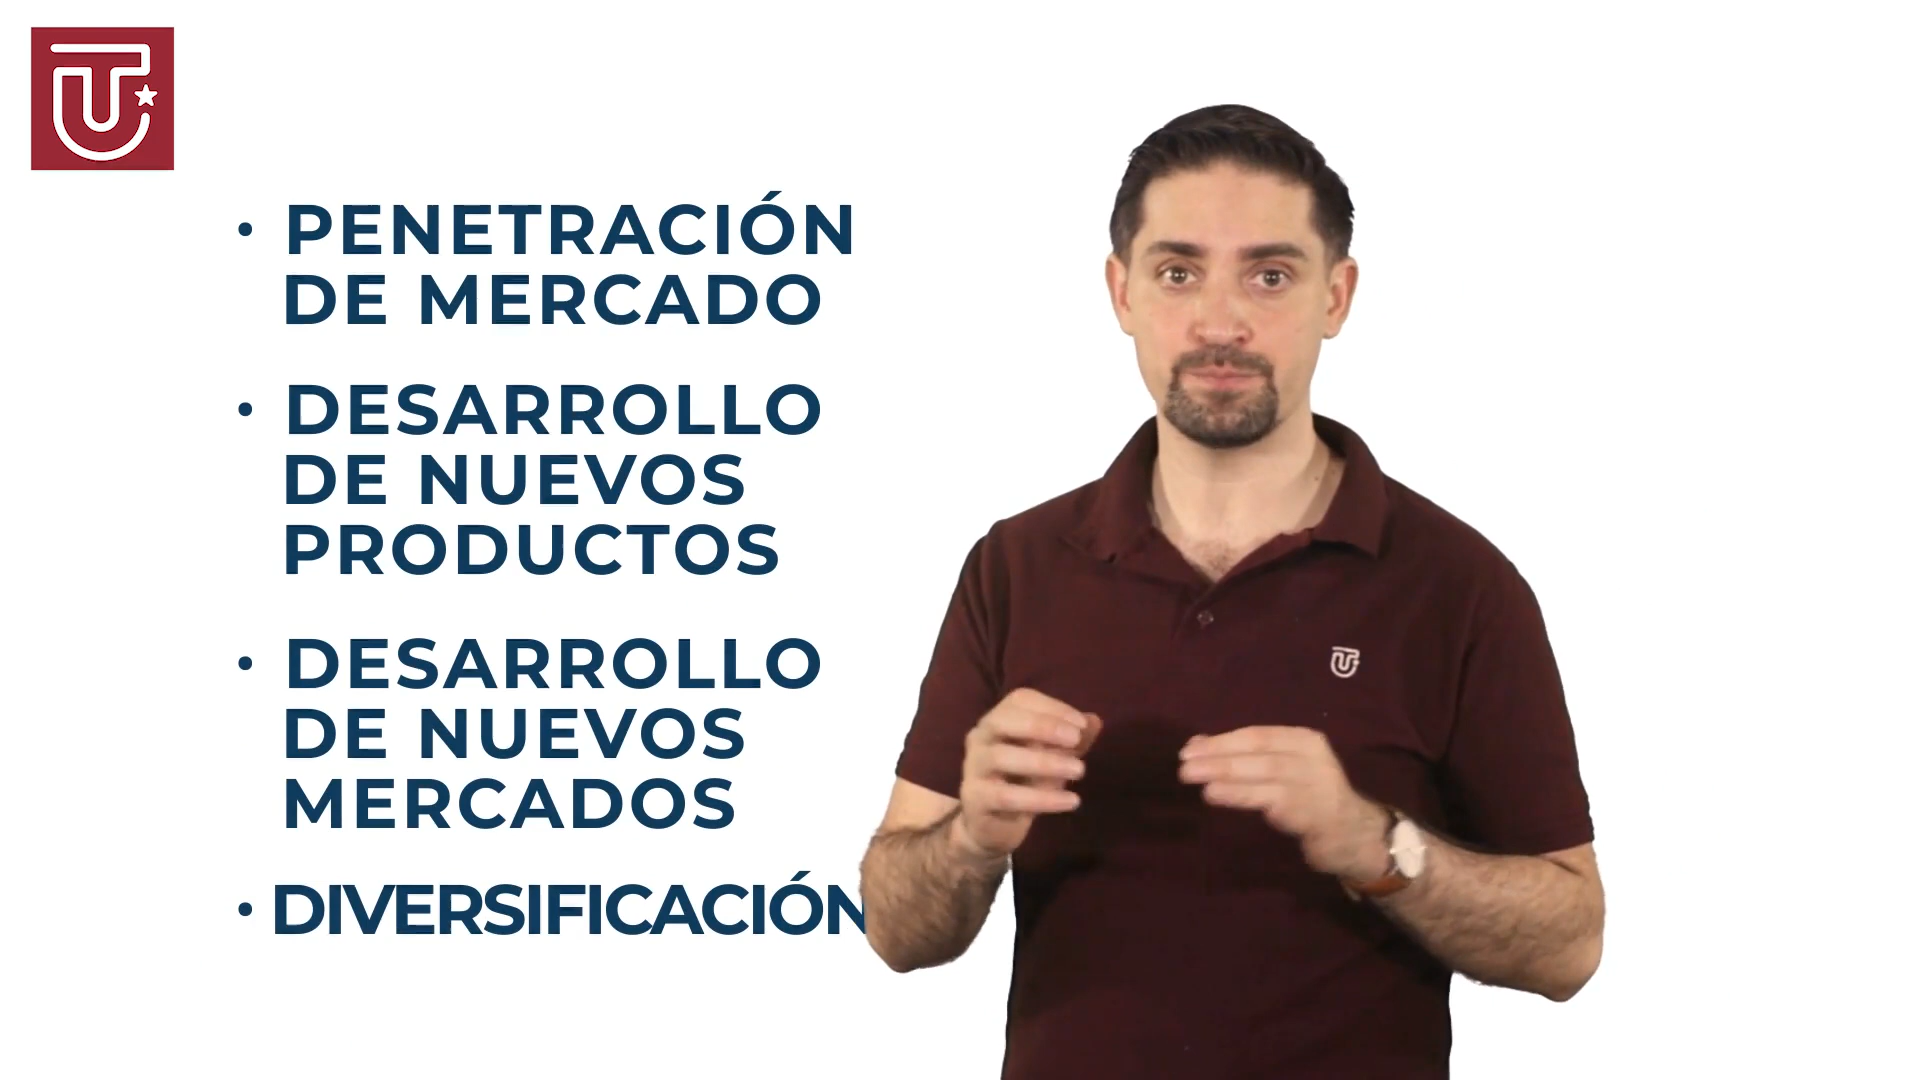 • PENETRACIÓN
DE MERCADO
• DESARROLLO
DE NUEVOS
PRODUCTOS
• DESARROLLO
DE NUEVOS
MERCADOS
• DIVERSIFICACIÓN